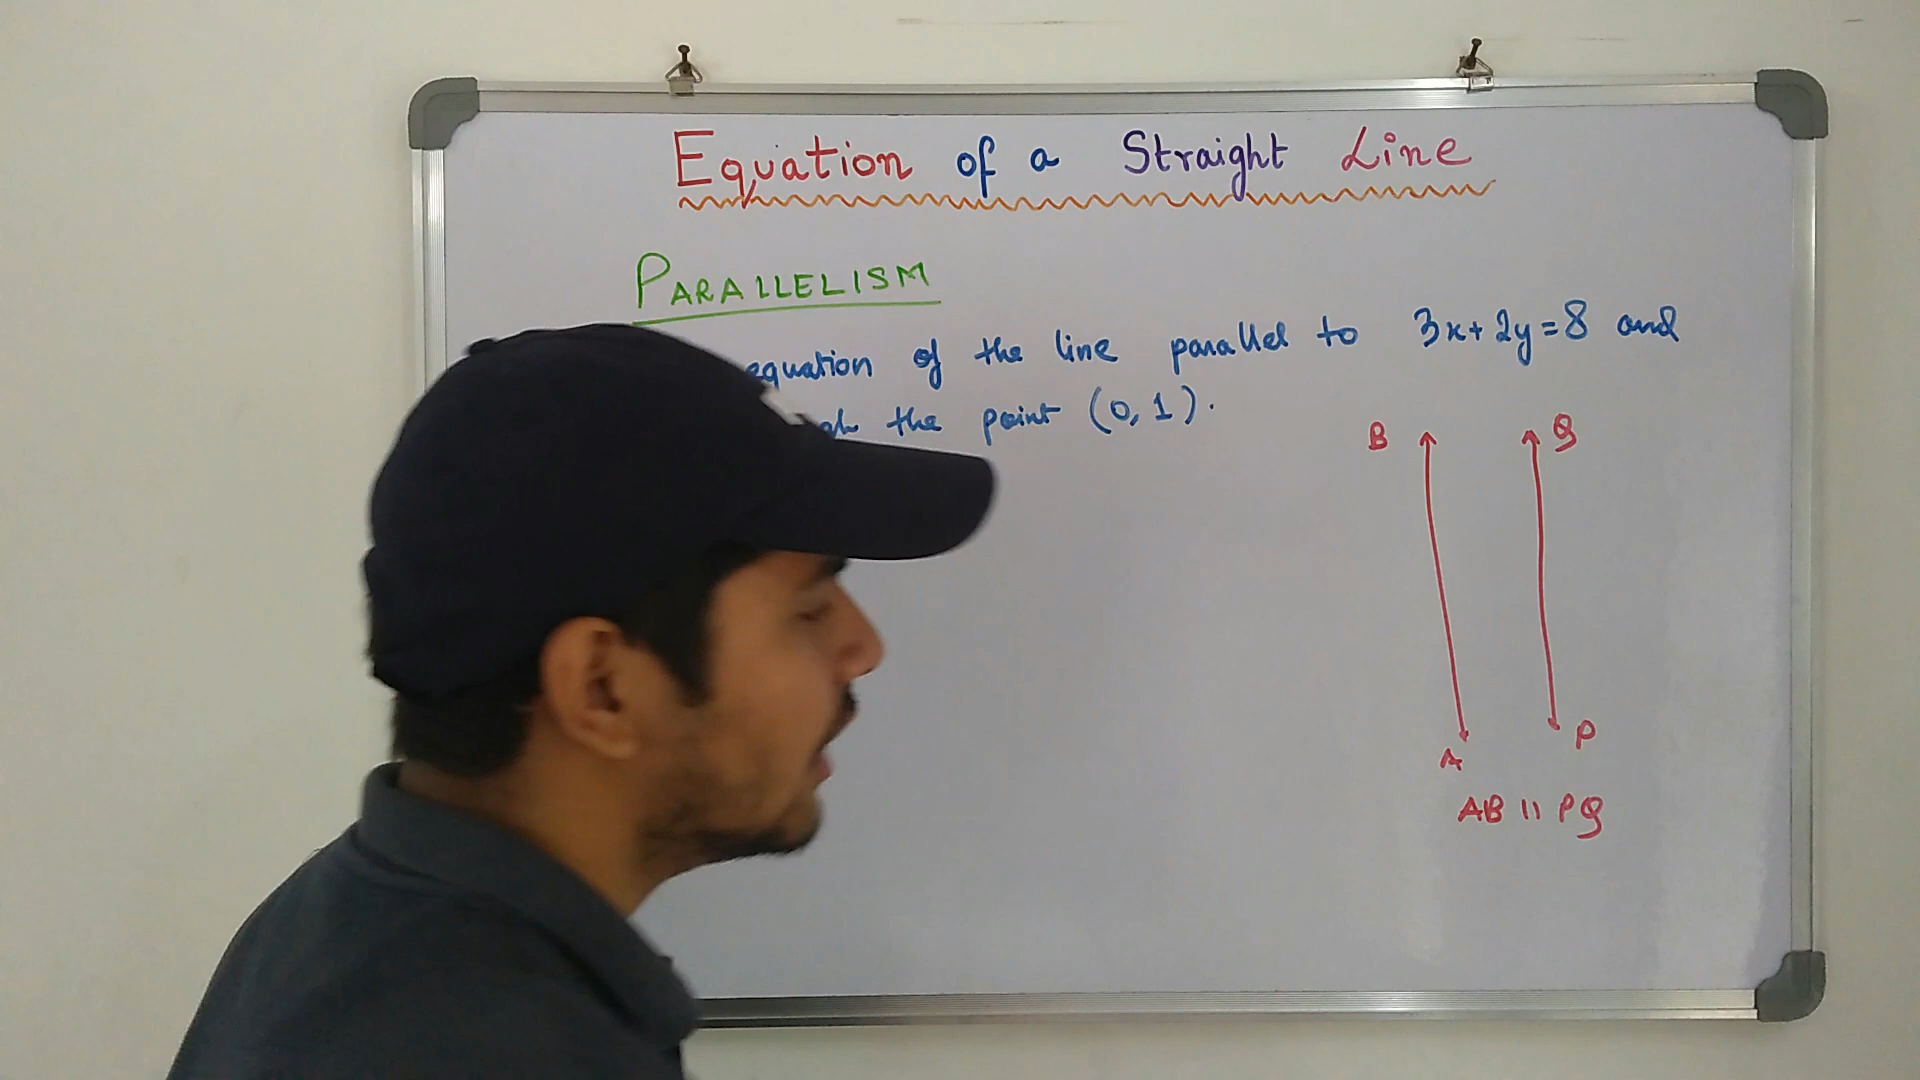 Equation of a Straight Line
PARALLELISM
equation of the line parallel to 3x+2y=8 and
the point (0, 1).
B
Q
A
P
AB || PQ